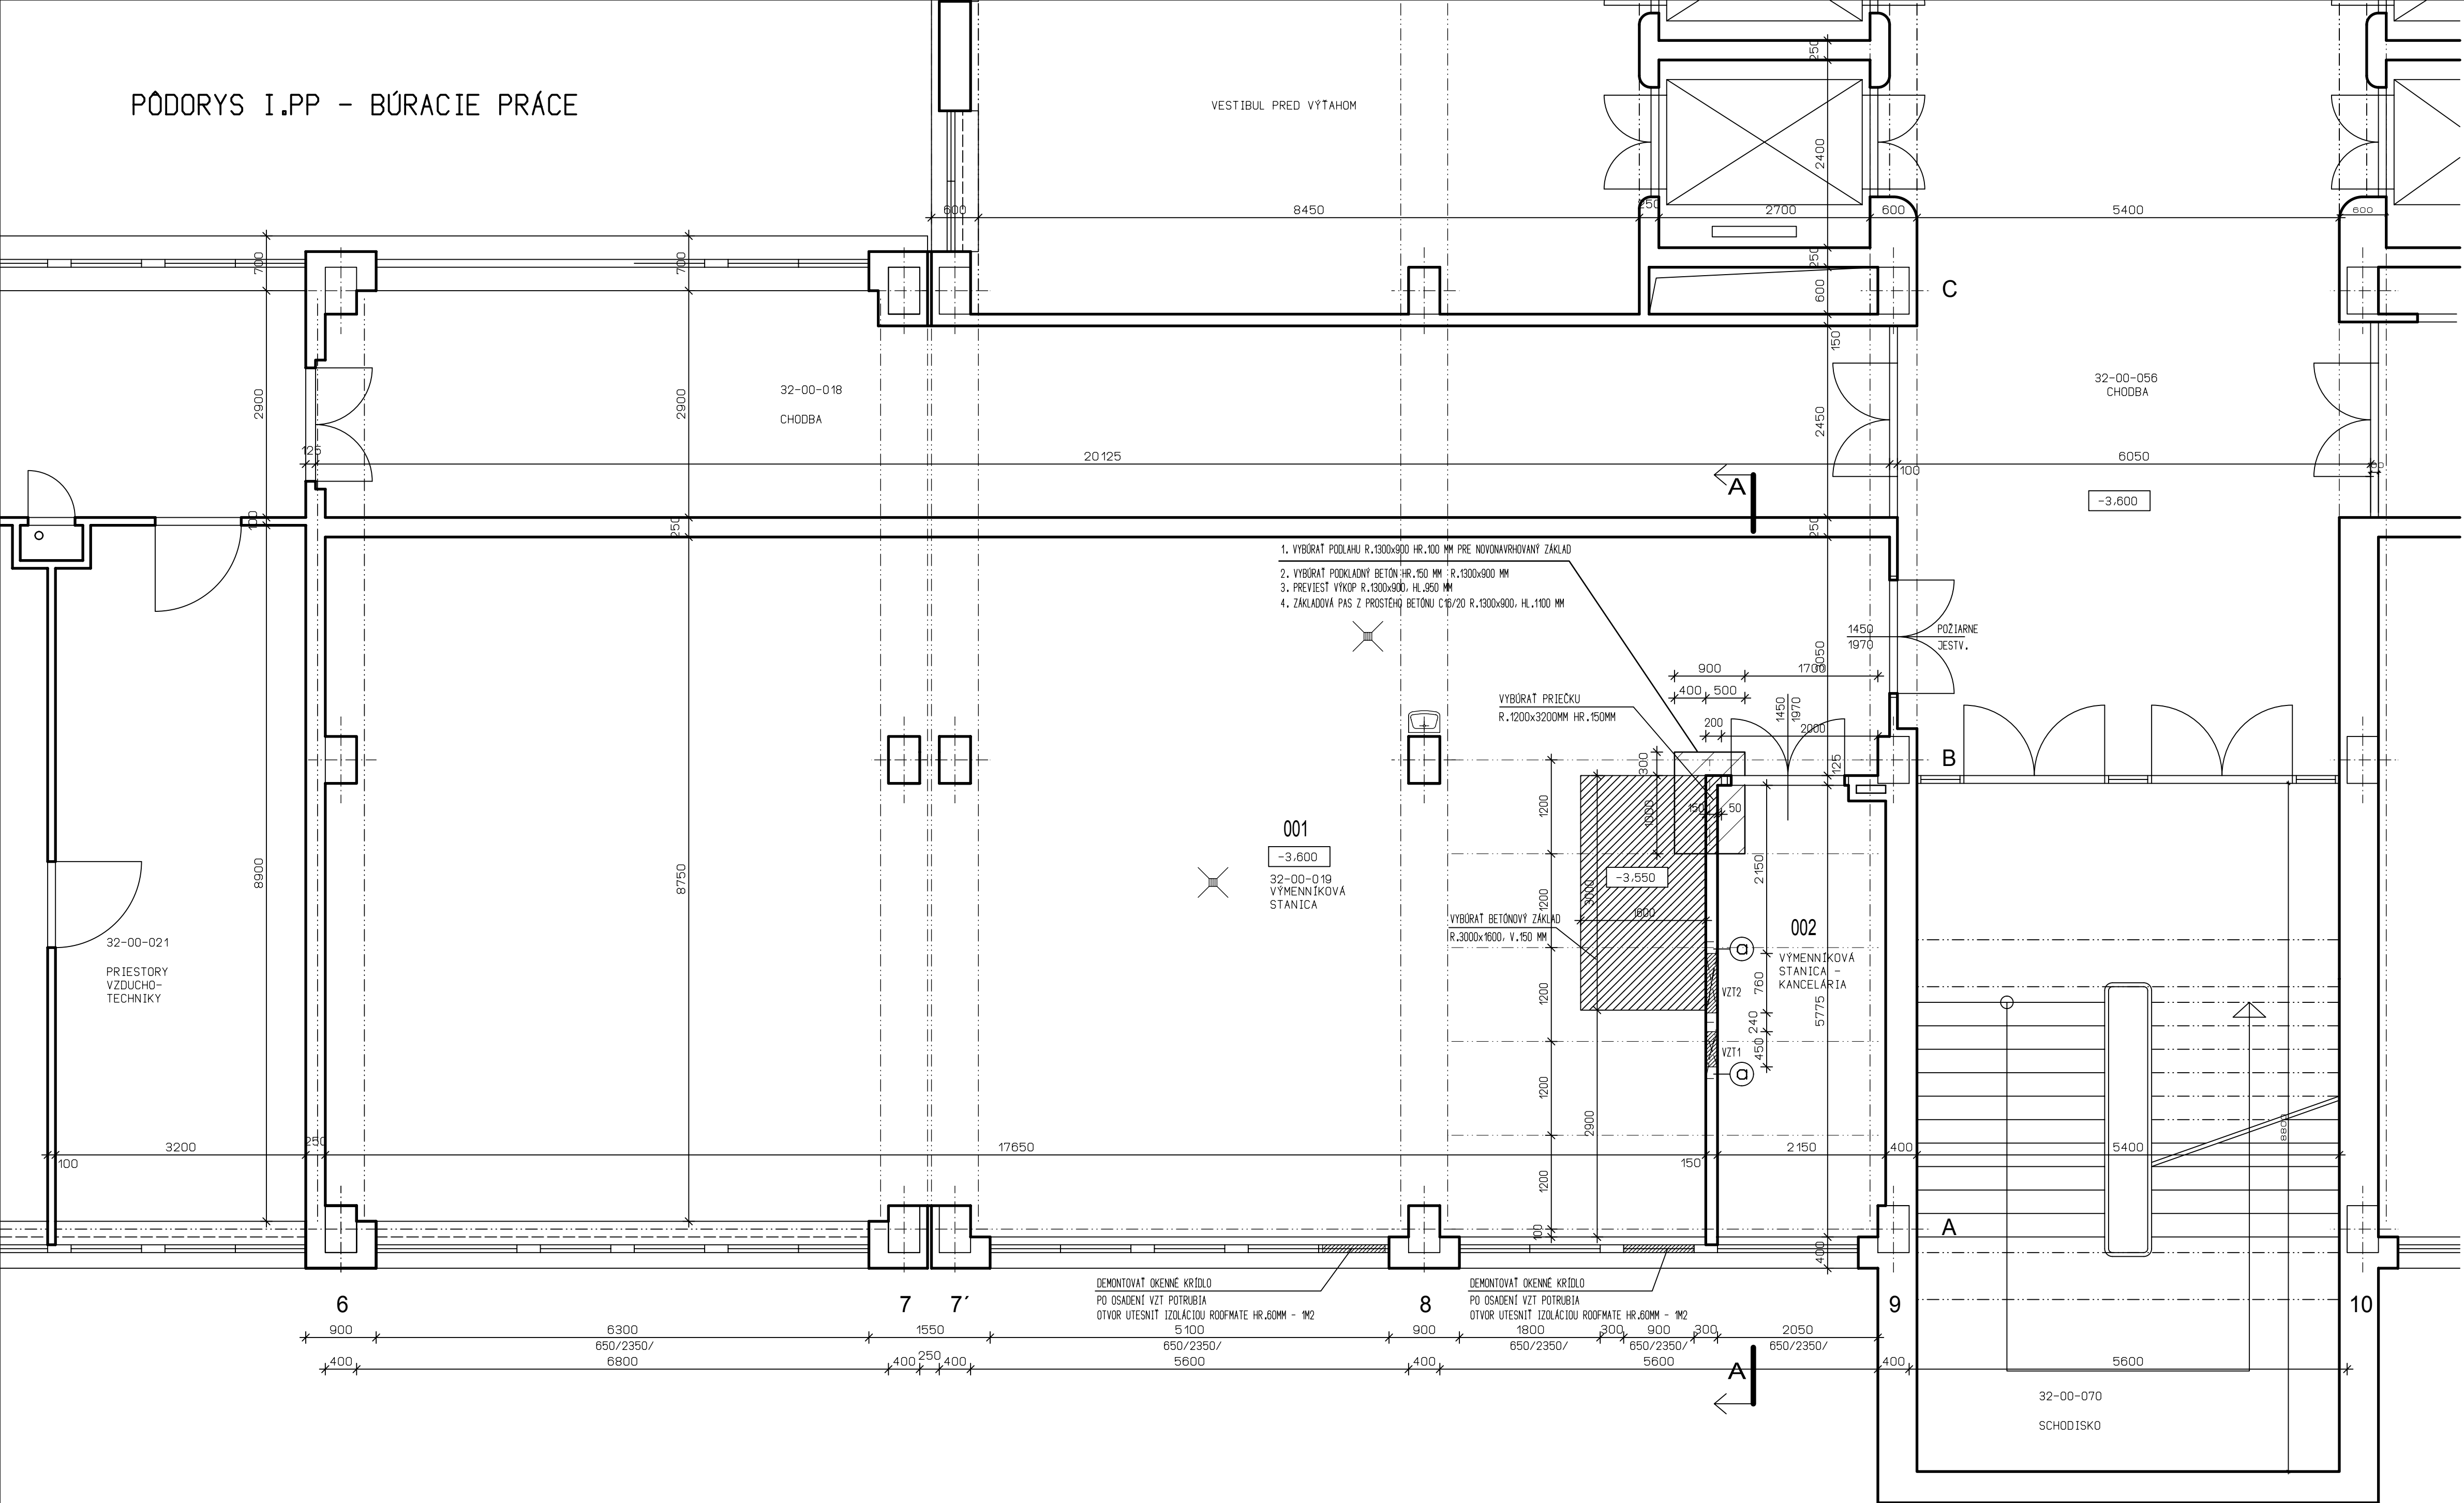 PÔDORYS I.PP - BÚRACIE PRÁCE
VESTIBUL PRED VÝŤAHOM
250
2400
600
8450
250
2700
600
5400
600
700
700
250
600
C
150
2900
2900
32-00-018
CHODBA
2450
32-00-056
CHODBA
125
20125
100
6050
A
-3,600
100
250
250
1. VYBÚRAŤ PODLAHU R.1300x900 HR.100 MM PRE NOVONAVRHOVANÝ ZÁKLAD
2. VYBÚRAŤ PODKLADNÝ BETÓN HR.150 MM R.1300x900 MM
3. PREVIESŤ VÝKOP R.1300x900, HL.950 MM
4. ZÁKLADOVÁ PAS Z PROSTÉHO BETÓNU C16/20 R.1300x900, HL.1100 MM
1450
1970
POŽIARNE
JESTV.
900
1700
400
500
VYBÚRAŤ PRIEČKU
R.1200x3200MM HR.150MM
1450
1970
200
2000
B
300
125
1200
1000
150
50
001
-3,600
32-00-019
VÝMENNÍKOVÁ
STANICA
8900
8750
-3,550
2150
1200
3000
1600
VYBÚRAŤ BETÓNOVÝ ZÁKLAD
R.3000x1600, V.150 MM
002
VÝMENNÍKOVÁ
STANICA -
KANCELÁRIA
a
32-00-021
PRIESTORY
VZDUCHO-
TECHNIKY
1200
VZT2
760
5775
240
VZT1
450
a
1200
2900
8800
3200
250
17650
2150
400
5400
100
150
1200
A
100
400
DEMONTOVAŤ OKENNÉ KRÍDLO
PO OSADENÍ VZT POTRUBIA
OTVOR UTESNIŤ IZOLÁCIOU ROOFMATE HR.60MM - 1M2
DEMONTOVAŤ OKENNÉ KRÍDLO
PO OSADENÍ VZT POTRUBIA
OTVOR UTESNIŤ IZOLÁCIOU ROOFMATE HR.60MM - 1M2
6
7
7´
8
9
10
900
6300
1550
5100
900
1800
300
900
300
2050
650/2350/
650/2350/
650/2350/
650/2350/
650/2350/
400
6800
400
250
400
5600
400
5600
400
5600
A
32-00-070
SCHODISKO